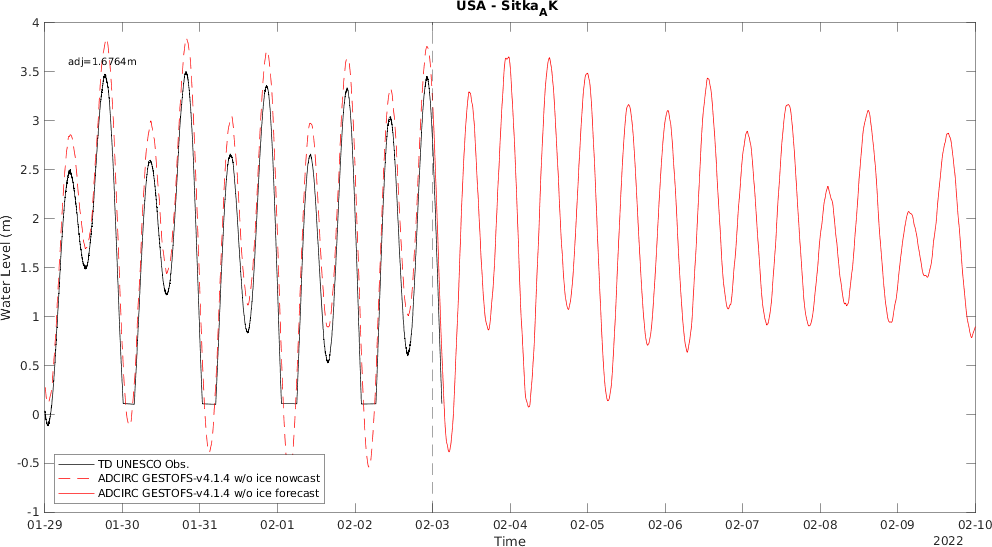 USA - Sitka_AK
4
3.5
3
2.5
2
1.5
1
0.5
0
-0.5
-1
Water Level (m)
adj=1.6764m
TD UNESCO Obs.
ADCIRC GESTOFS-v4.1.4 w/o ice nowcast
ADCIRC GESTOFS-v4.1.4 w/o ice forecast
01-29 01-30 01-31 02-01 02-02 02-03 02-04 02-05 02-06 02-07 02-08 02-09 02-10
Time
2022